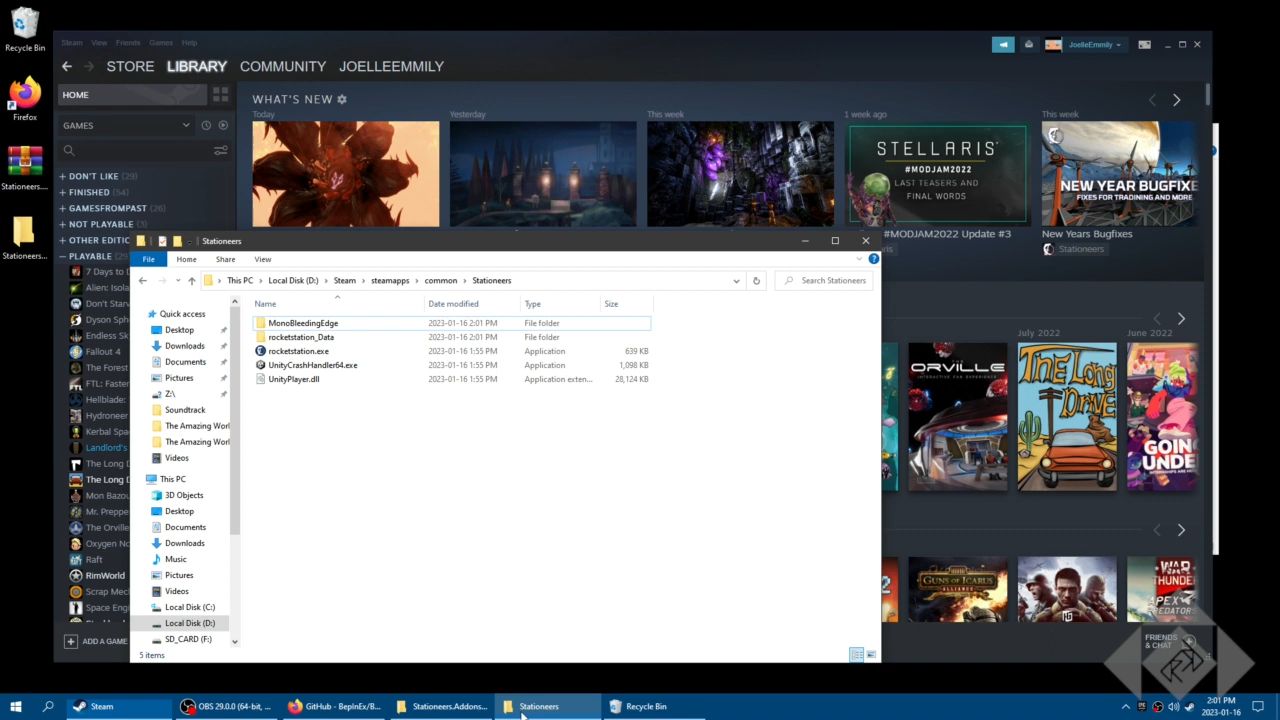 Recycle Bin
Firefox
Stationeers....
Stationeers...
Steam View Friends Games Help
JoelleEmmily
STORE LIBRARY COMMUNITY JOELLEEMMILY
HOME
GAMES
WHAT'S NEW
Today
Yesterday
This week
1 week ago
This week
STELLARIS
#MODJAM2022
LAST TEASERS AND
FINAL WORDS
NEW YEAR BUGFIXE
FIXES FOR TRADINING AND MORE
#MODJAM2022 Update #3
New Years Bugfixes
Stationeers
+ DON'T LIKE (29)
+ FINISHED (54)
+ GAMESFROMPAST (26)
+ NOT PLAYABLE (3)
+ OTHER EDITIO
— PLAYABLE (29
7 Days to D
Alien: Isola
Don't Starv
Dyson Sph
Endless Sk
Fallout 4
The Forest
FTL: Faster
Hellblade:
Hydroneer
Kerbal Spa
Landlord's
The Long D
The Long D
Mon Bazou
Mr. Preppe
The Orville
Oxygen No
Raft
RimWorld
Scrap Mech
Space Engi
ADD A GAME
Stationeers
File Home Share View
This PC > Local Disk (D:) > Steam > steamapps > common > Stationeers
Search Stationeers
Name Date modified Type Size
MonoBleedingEdge 2023-01-16 2:01 PM File folder
rocketstation_Data 2023-01-16 2:01 PM File folder
rocketstation.exe 2023-01-16 1:55 PM Application 639 KB
UnityCrashHandler64.exe 2023-01-16 1:55 PM Application 1,098 KB
UnityPlayer.dll 2023-01-16 1:55 PM Application exten... 28,124 KB
Quick access
Desktop
Downloads
Documents
Pictures
Z:\
Soundtrack
The Amazing Worl
The Amazing Worl
Videos
This PC
3D Objects
Desktop
Documents
Downloads
Music
Pictures
Videos
Local Disk (C:)
Local Disk (D:)
SD_CARD (F:)
5 items
July 2022
June 2022
ORVILLE
INTERACTIVE FAN EXPERIENCE
THE LONG DRIVE
GOIN
UNDE
GUNS OF ICARUS
ALLIANCE
WAR
THUNDE
APEX
PREDATORS
FRIENDS
& CHAT
Steam
OBS 29.0.0 (64-bit, ...
GitHub - BepInEx/B...
Stationeers.Addons...
Stationeers
Recycle Bin
2:01 PM
2023-01-16